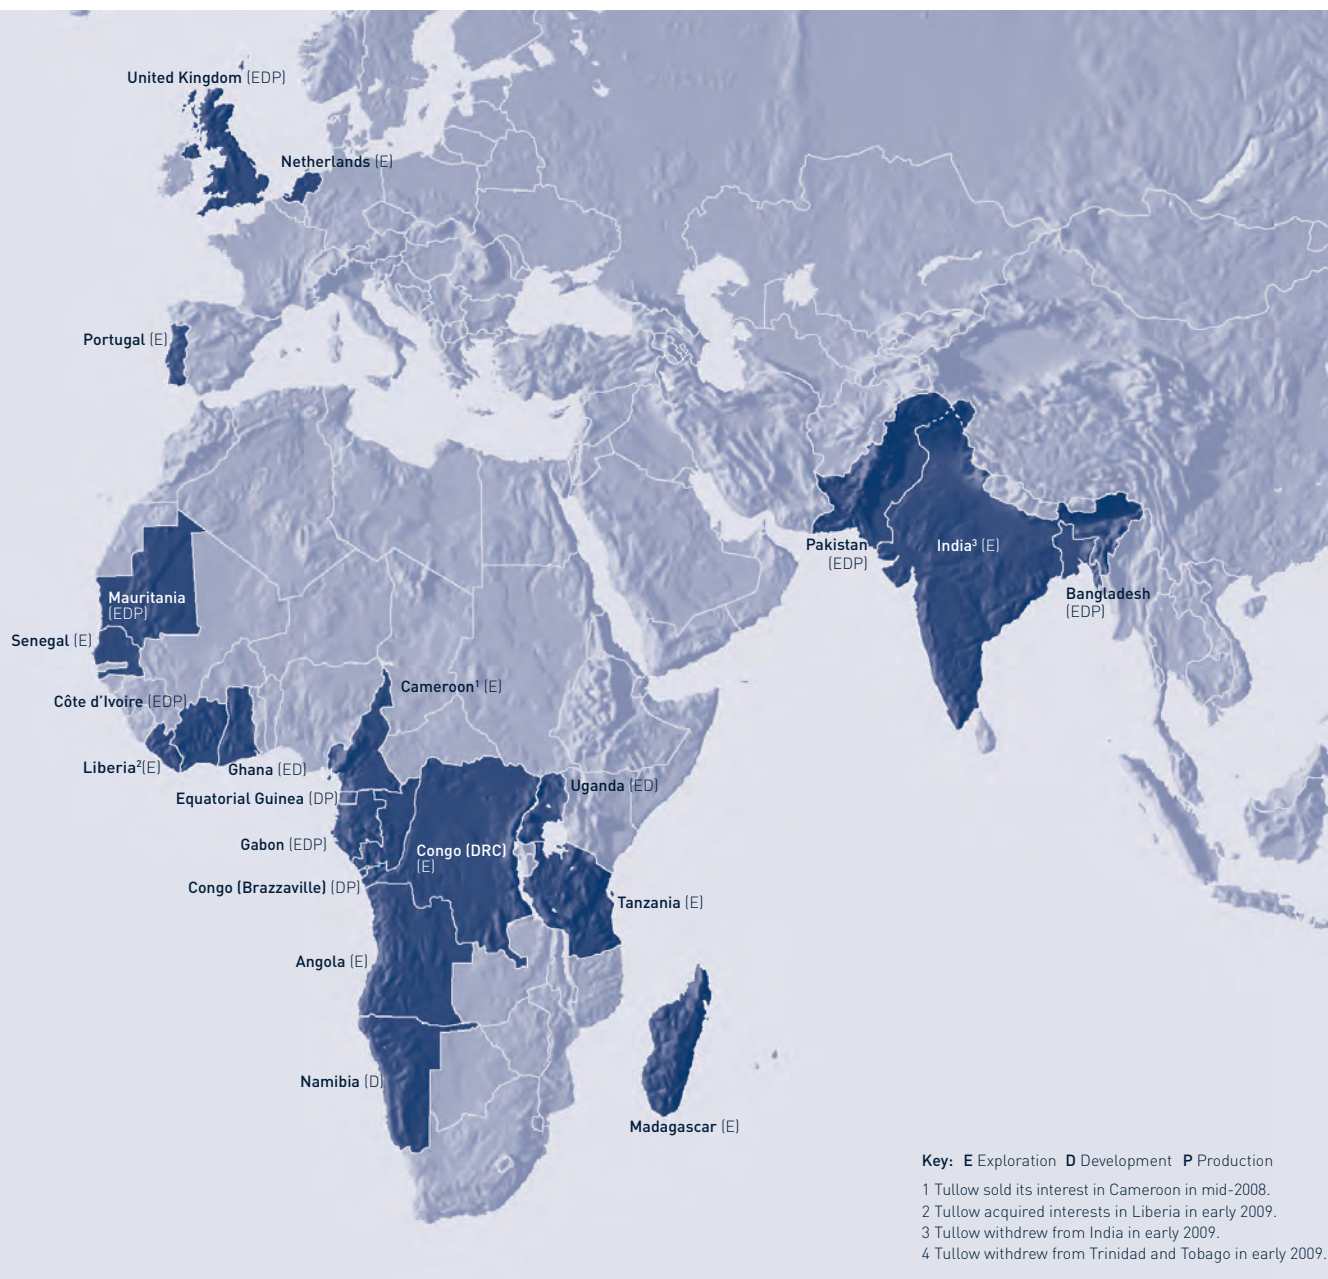 United Kingdom (EDP)
Netherlands (E)
Portugal (E)
Pakistan
(EDP)
India³ (E)
Bangladesh
(EDP)
Mauritania
(EDP)
Senegal (E)
Cameroon¹ (E)
Côte d'Ivoire (EDP)
Liberia²(E)
Ghana (ED)
Uganda (ED)
Equatorial Guinea (DP)
Gabon (EDP)
Congo (DRC)
(E)
Congo (Brazzaville) (DP)
Tanzania (E)
Angola (E)
Namibia (D)
Madagascar (E)
Key: E Exploration D Development P Production
1 Tullow sold its interest in Cameroon in mid-2008.
2 Tullow acquired interests in Liberia in early 2009.
3 Tullow withdrew from India in early 2009.
4 Tullow withdrew from Trinidad and Tobago in early 2009.